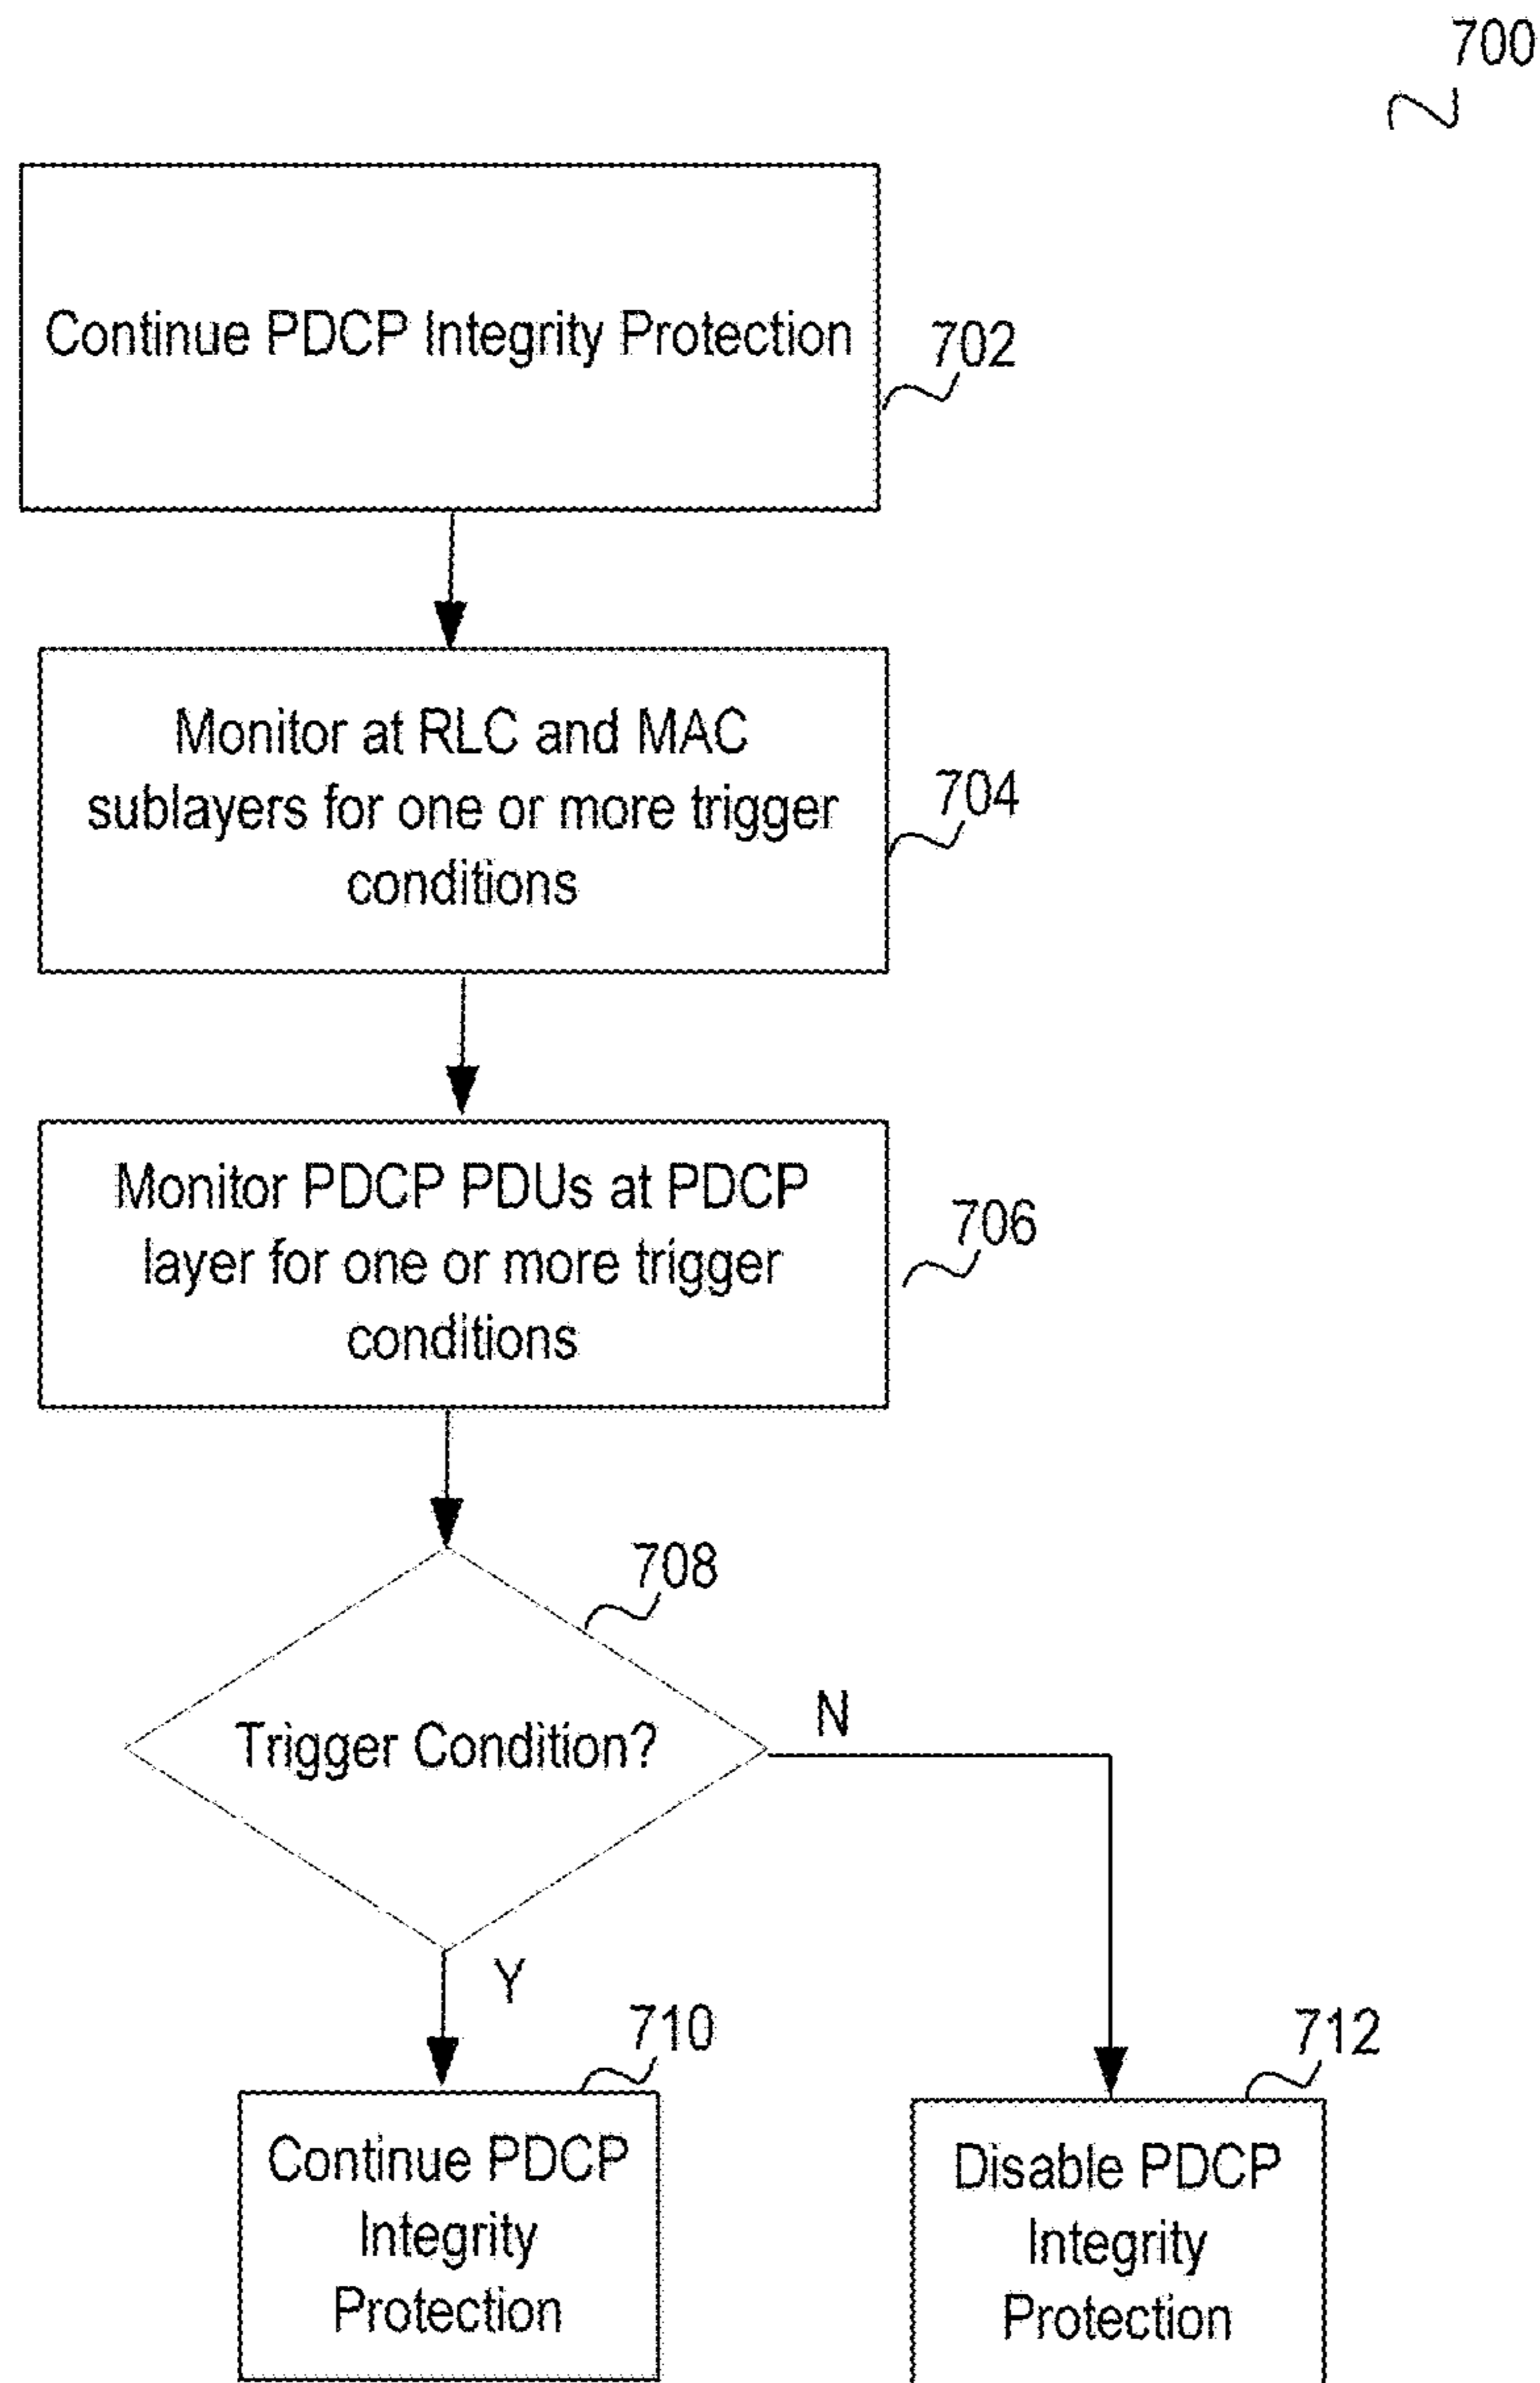 700
Continue PDCP Integrity Protection
702
Monitor at RLC and MAC
sublayers for one or more trigger
conditions
704
Monitor PDCP PDUs at PDCP
layer for one or more trigger
conditions
706
708
Trigger Condition?
N
Y
710
Continue PDCP
Integrity
Protection
712
Disable PDCP
Integrity
Protection